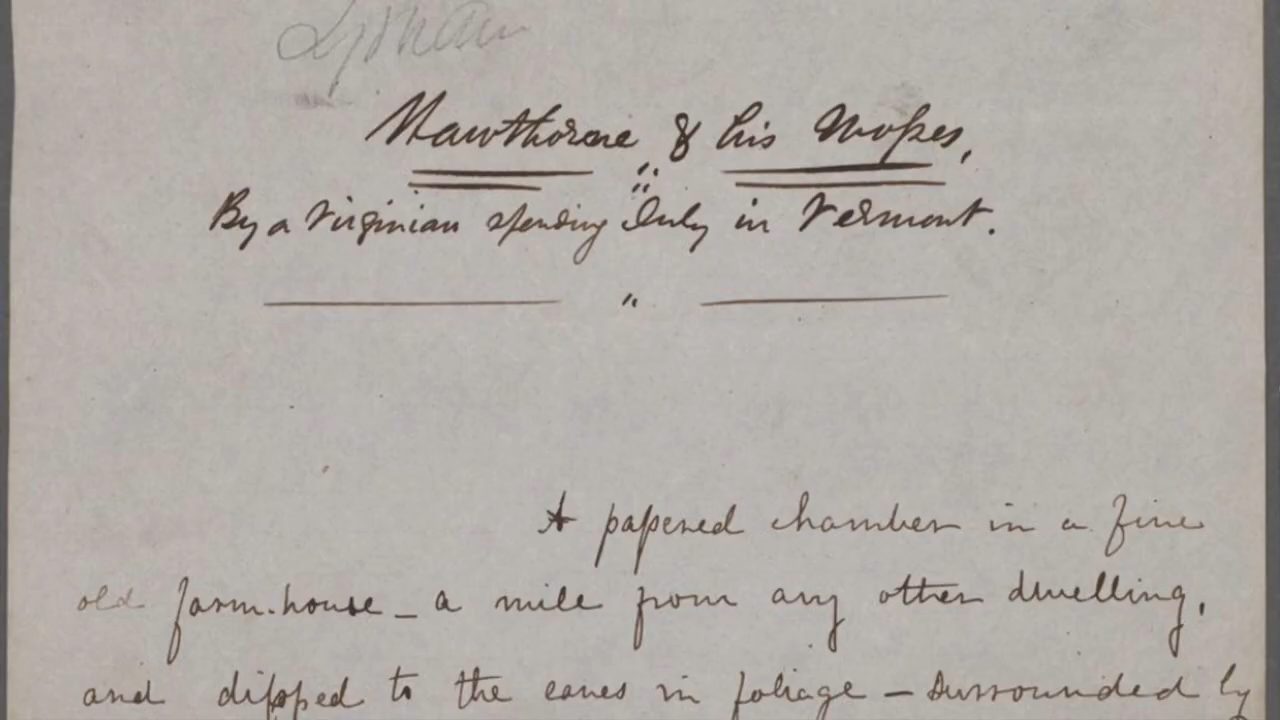 Hawthorne & his Mosses,
By a Virginian spending July in Vermont.
A papered chamber in a fine
old farm-house _ a mile from any other dwelling,
and dipped to the eaves in foliage — surrounded by